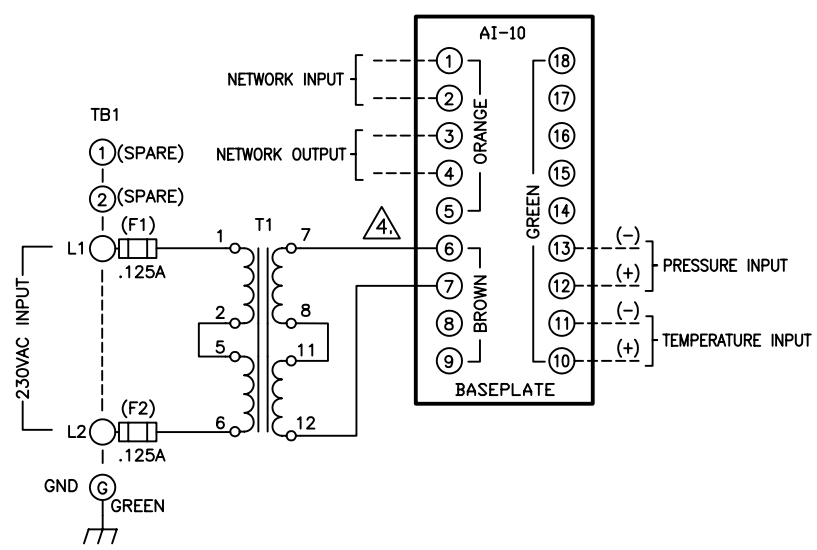 AI-10
NETWORK INPUT
1
2
NETWORK OUTPUT
3
4
5
ORANGE
18
17
16
15
14
GREEN
TB1
1 (SPARE)
2 (SPARE)
L1
(F1)
.125A
T1
1
7
2
8
5
11
6
12
4.
6
7
8
9
BROWN
13 (-)
12 (+)
PRESSURE INPUT
11 (-)
10 (+)
TEMPERATURE INPUT
BASEPLATE
230VAC INPUT
L2
(F2)
.125A
GND
G
GREEN